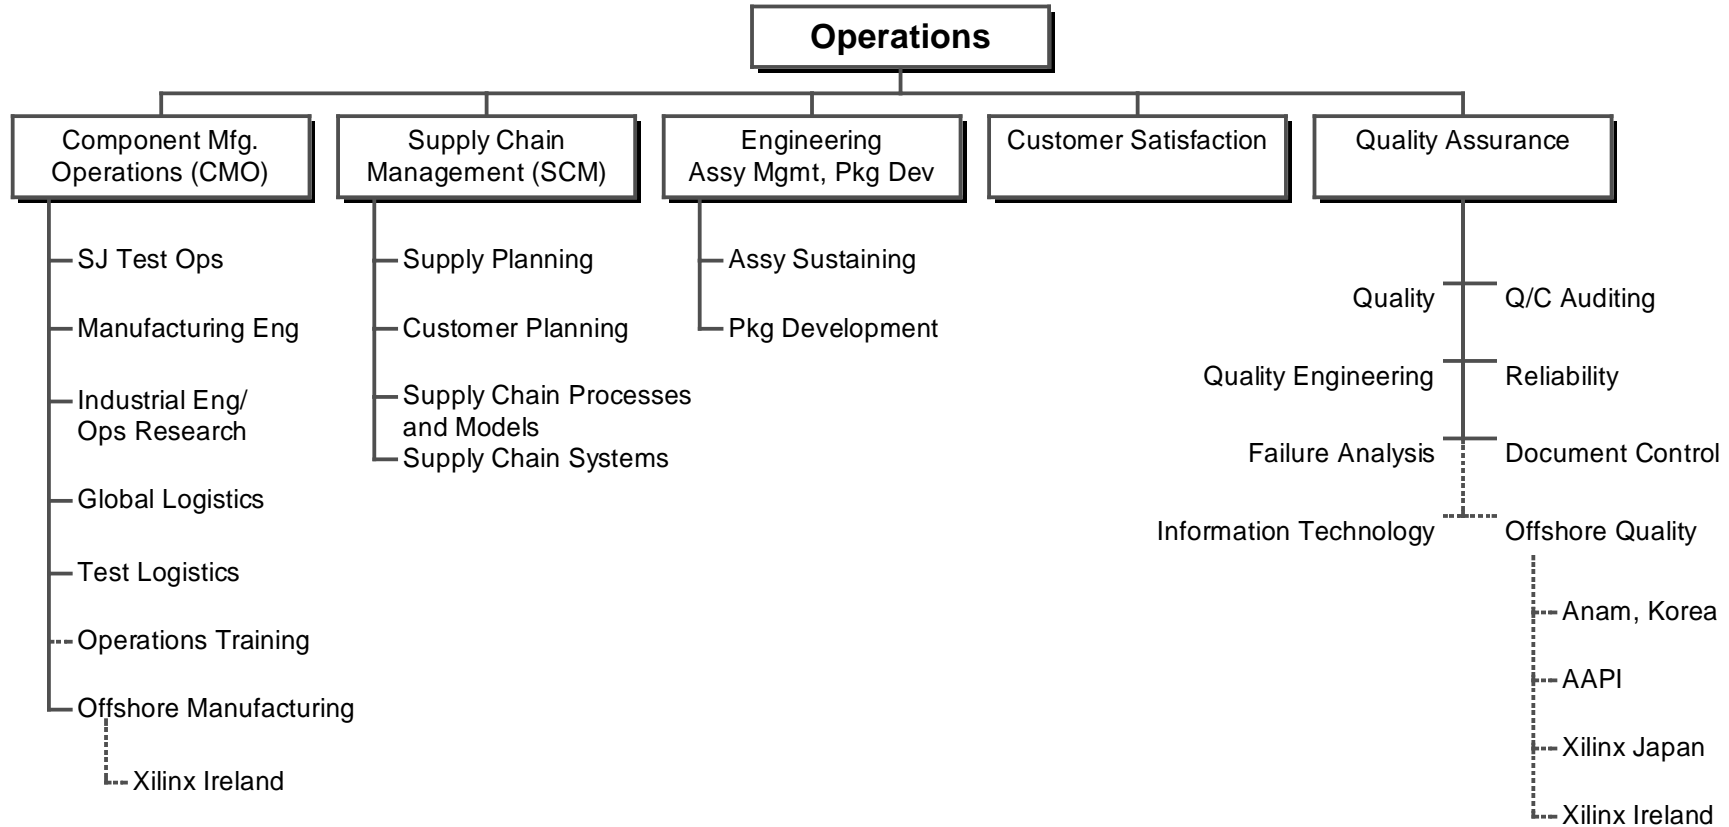 Operations
Component Mfg.
Operations (CMO)
Supply Chain
Management (SCM)
Engineering
Assy Mgmt, Pkg Dev
Customer Satisfaction
Quality Assurance
SJ Test Ops
Manufacturing Eng
Industrial Eng/
Ops Research
Global Logistics
Test Logistics
Operations Training
Offshore Manufacturing
Xilinx Ireland
Supply Planning
Customer Planning
Supply Chain Processes
and Models
Supply Chain Systems
Assy Sustaining
Pkg Development
Quality
Q/C Auditing
Quality Engineering
Reliability
Failure Analysis
Document Control
Information Technology
Offshore Quality
Anam, Korea
AAPI
Xilinx Japan
Xilinx Ireland